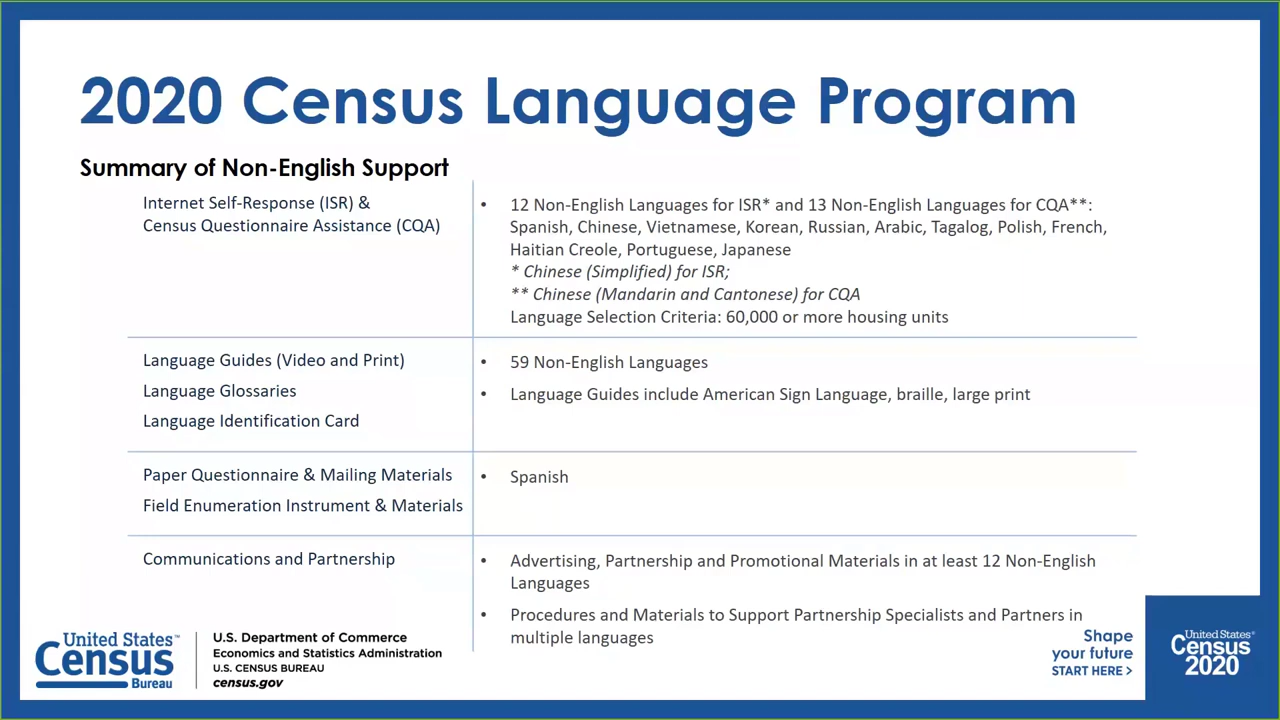 2020 Census Language Program
Summary of Non-English Support
Internet Self-Response (ISR) &
Census Questionnaire Assistance (CQA)
• 12 Non-English Languages for ISR* and 13 Non-English Languages for CQA**:
Spanish, Chinese, Vietnamese, Korean, Russian, Arabic, Tagalog, Polish, French,
Haitian Creole, Portuguese, Japanese
* Chinese (Simplified) for ISR;
** Chinese (Mandarin and Cantonese) for CQA
Language Selection Criteria: 60,000 or more housing units
Language Guides (Video and Print)
Language Glossaries
Language Identification Card
• 59 Non-English Languages
• Language Guides include American Sign Language, braille, large print
Paper Questionnaire & Mailing Materials
Field Enumeration Instrument & Materials
• Spanish
Communications and Partnership
• Advertising, Partnership and Promotional Materials in at least 12 Non-English
Languages
• Procedures and Materials to Support Partnership Specialists and Partners in
multiple languages
United States™
Census
Bureau
U.S. Department of Commerce
Economics and Statistics Administration
U.S. CENSUS BUREAU
census.gov
Shape
your future
START HERE >
United States®
Census
2020